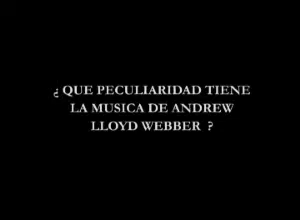 ¿ QUE PECULIARIDAD TIENE
LA MUSICA DE ANDREW
LLOYD WEBBER ?